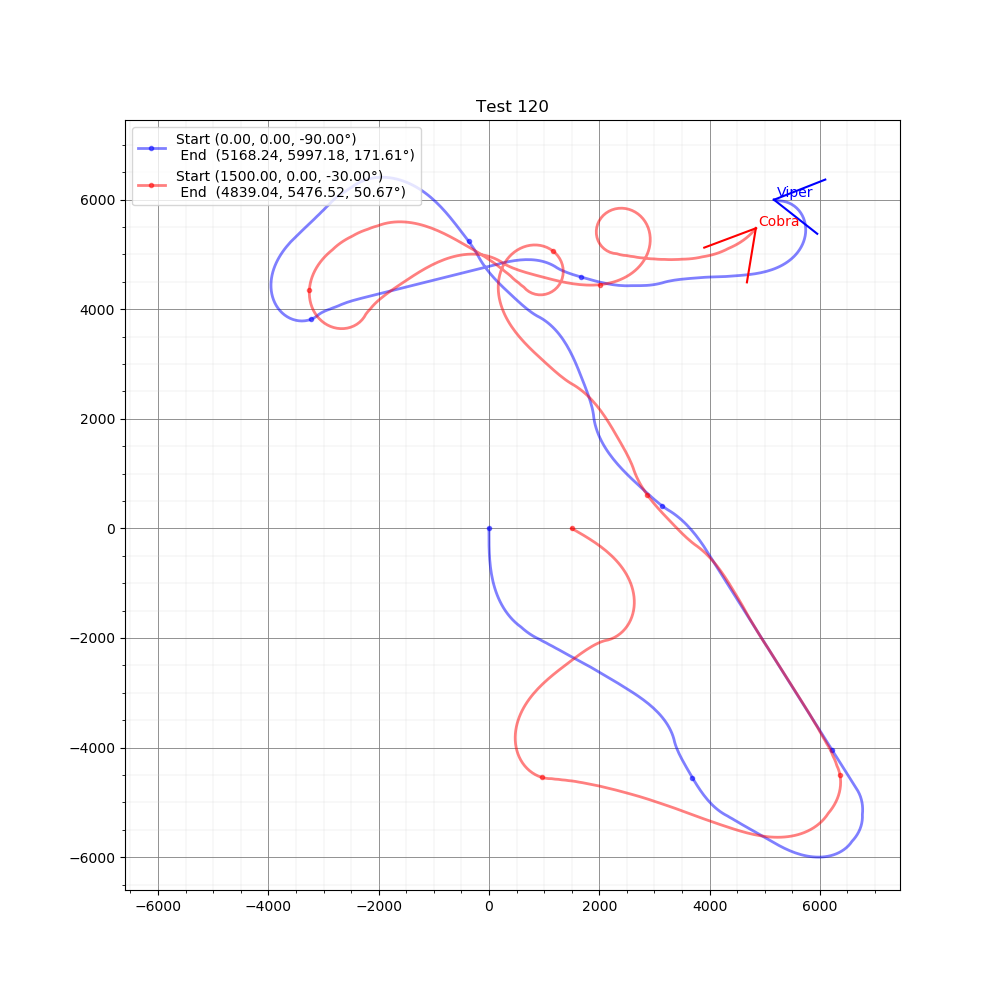 Test 120
Start (0.00, 0.00, -90.00°)
End (5168.24, 5997.18, 171.61°)
Start (1500.00, 0.00, -30.00°)
End (4839.04, 5476.52, 50.67°)
Viper
Cobra
6000
4000
2000
0
−2000
−4000
−6000
−6000 −4000 −2000 0 2000 4000 6000